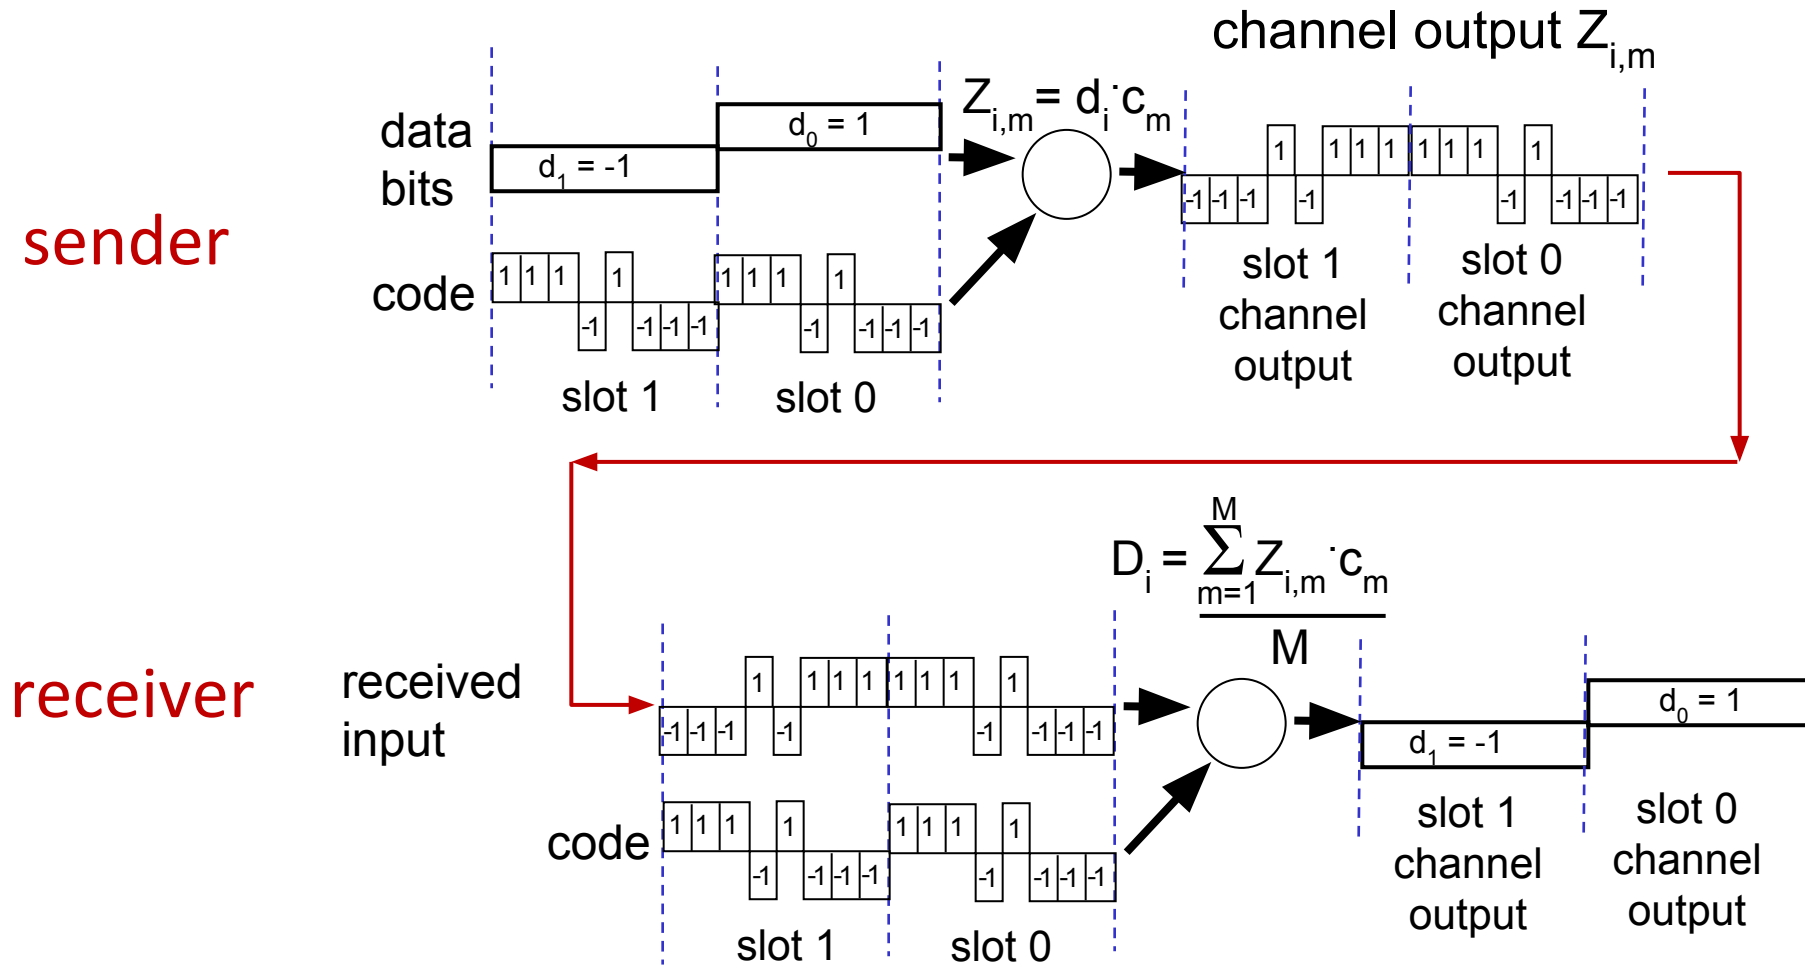 channel output Z_i,m
Z_i,m = d_i·c_m
data bits
d_0 = 1
d_1 = -1
sender
code
1 1 1 -1 1 -1 -1 -1
1 1 1 -1 1 -1 -1 -1
slot 1
slot 0
-1 -1 -1 1 -1 1 1 1
1 1 1 -1 1 -1 -1 -1
slot 1
channel
output
slot 0
channel
output
D_i = Σ_{m=1}^{M} Z_i,m·c_m
M
receiver
received
input
-1 -1 -1 1 -1 1 1 1
1 1 1 -1 1 -1 -1 -1
code
1 1 1 -1 1 -1 -1 -1
1 1 1 -1 1 -1 -1 -1
slot 1
slot 0
d_0 = 1
d_1 = -1
slot 1
channel
output
slot 0
channel
output